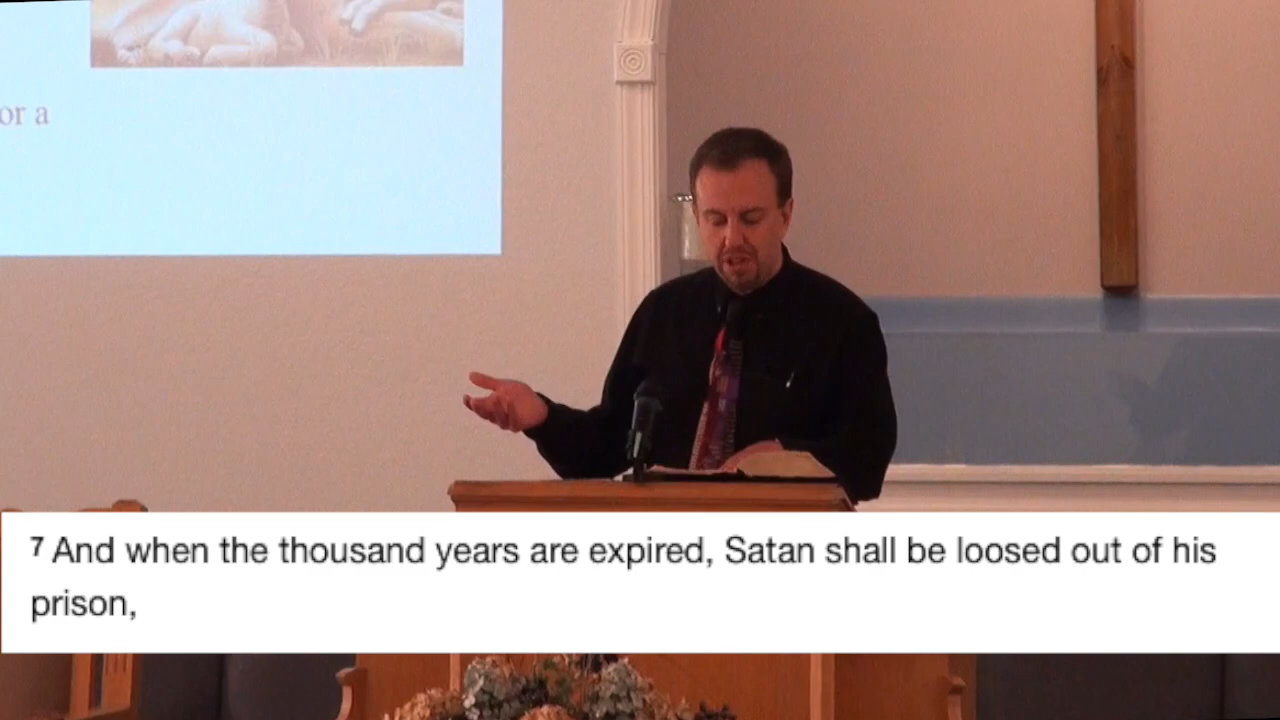 or a
7 And when the thousand years are expired, Satan shall be loosed out of his
prison,